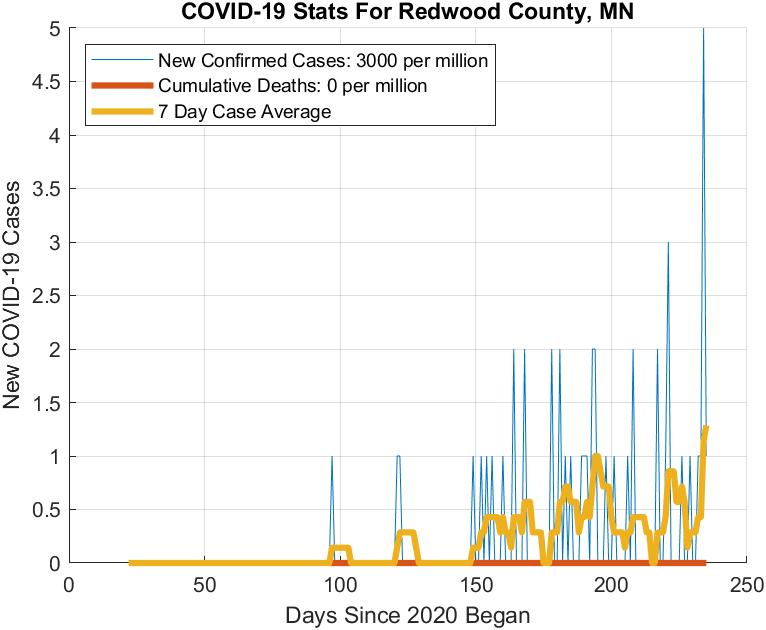 COVID-19 Stats For Redwood County, MN
New Confirmed Cases: 3000 per million
Cumulative Deaths: 0 per million
7 Day Case Average
New COVID-19 Cases
5
4.5
4
3.5
3
2.5
2
1.5
1
0.5
0
0 50 100 150 200 250
Days Since 2020 Began